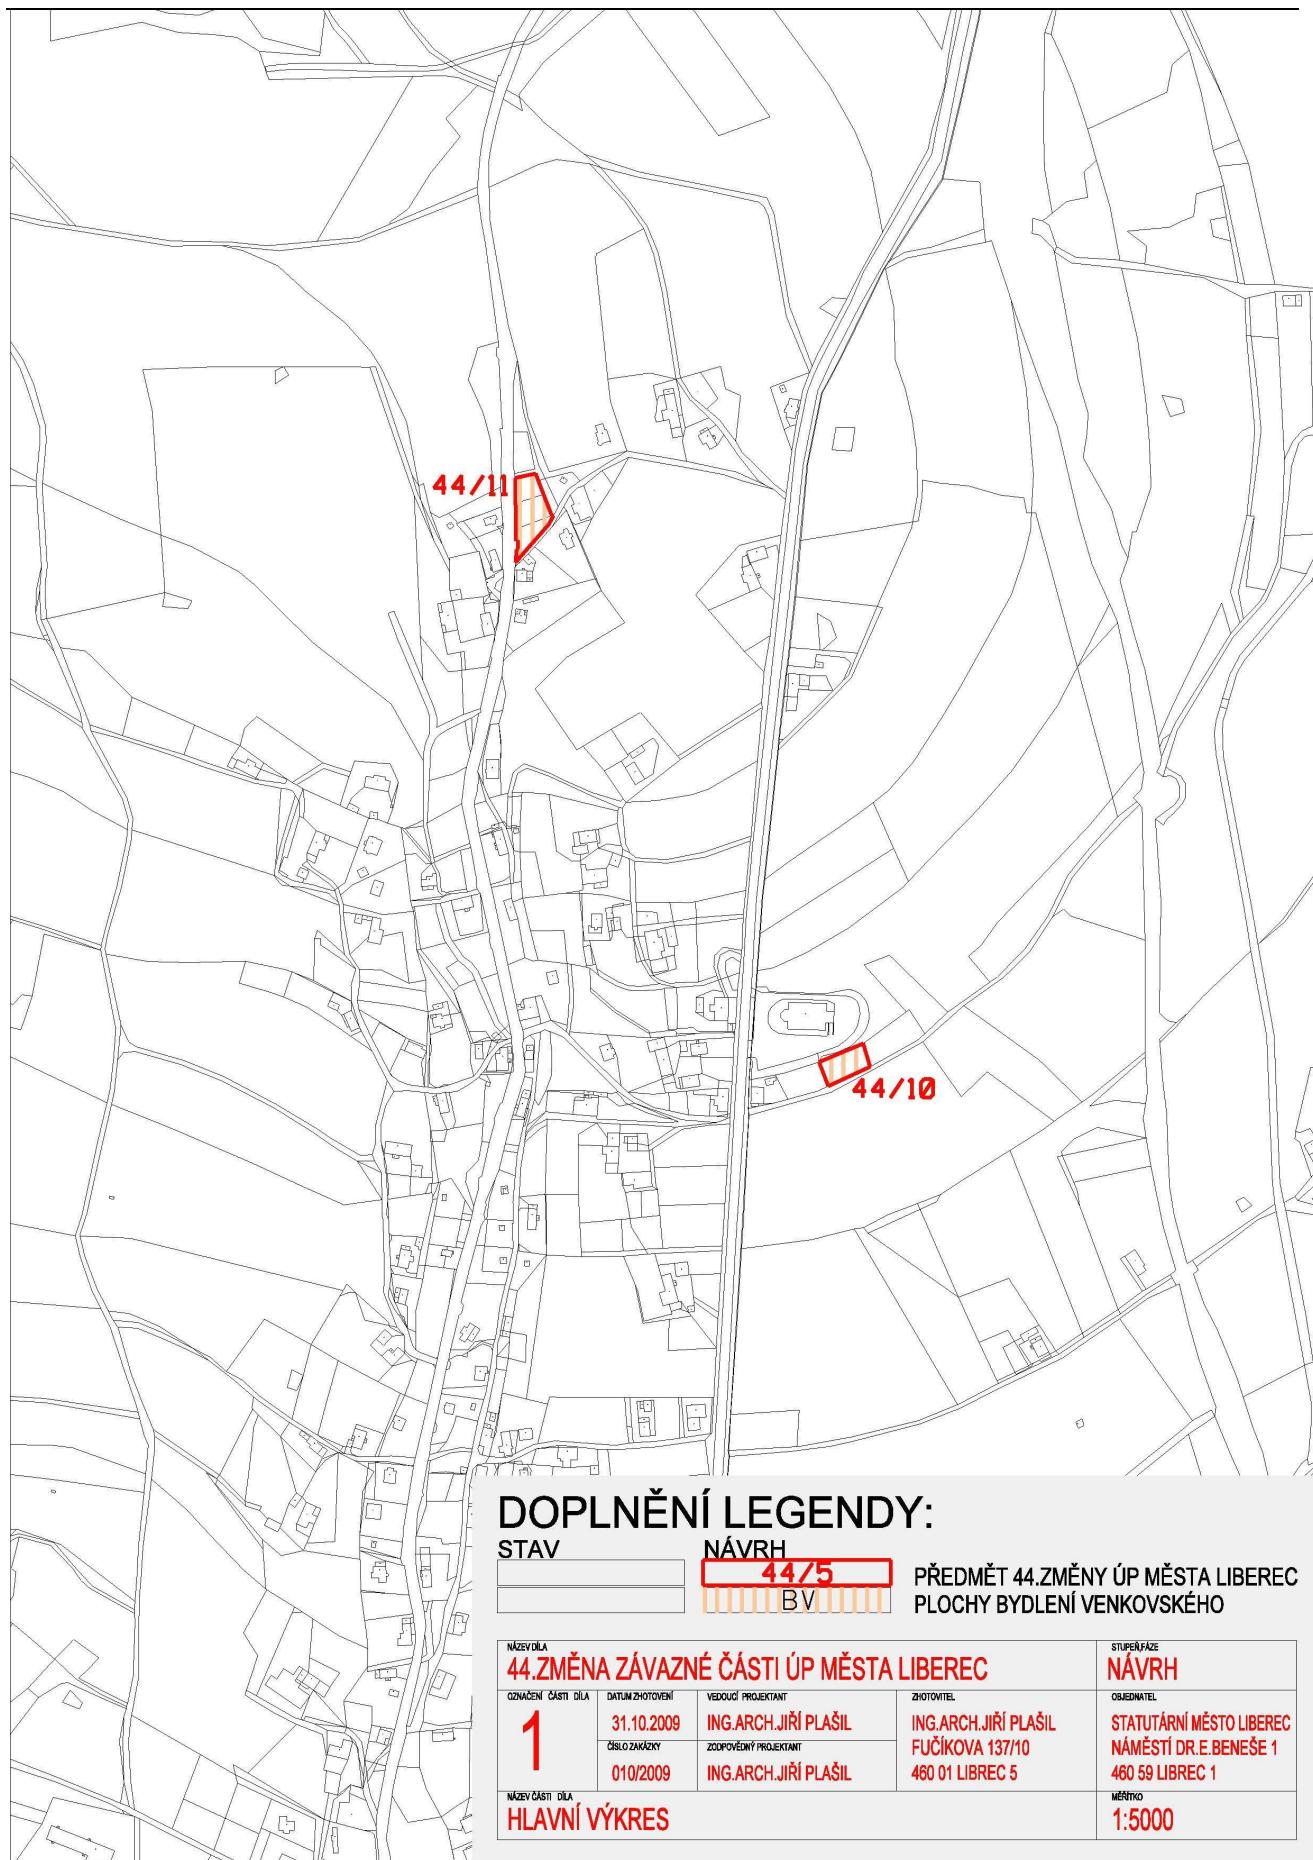 44/11
44/10
DOPLNĚNÍ LEGENDY:
STAV NÁVRH
44/5 PŘEDMĚT 44.ZMĚNY ÚP MĚSTA LIBEREC
BV PLOCHY BYDLENÍ VENKOVSKÉHO
NÁZEV DÍLA
44.ZMĚNA ZÁVAZNÉ ČÁSTI ÚP MĚSTA LIBEREC
STUPEŇ,FÁZE
NÁVRH
OZNAČENÍ ČÁSTI DÍLA
1
DATUM ZHOTOVENÍ
31.10.2009
ČÍSLO ZAKÁZKY
010/2009
VEDOUCÍ PROJEKTANT
ING.ARCH.JIŘÍ PLAŠIL
ZODPOVĚDNÝ PROJEKTANT
ING.ARCH.JIŘÍ PLAŠIL
ZHOTOVITEL
ING.ARCH.JIŘÍ PLAŠIL
FUČÍKOVA 137/10
460 01 LIBREC 5
OBJEDNATEL
STATUTÁRNÍ MĚSTO LIBEREC
NÁMĚSTÍ DR.E.BENEŠE 1
460 59 LIBREC 1
NÁZEV ČÁSTI DÍLA
HLAVNÍ VÝKRES
MĚŘÍTKO
1:5000